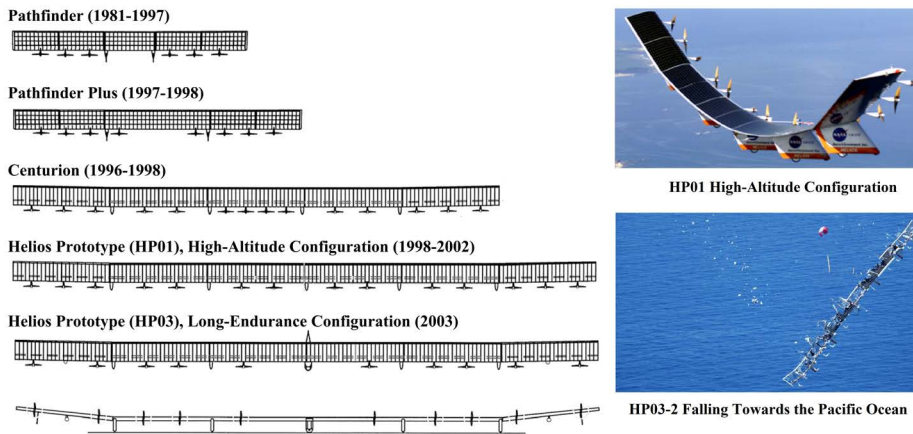 Pathfinder (1981-1997)
Pathfinder Plus (1997-1998)
Centurion (1996-1998)
Helios Prototype (HP01), High-Altitude Configuration (1998-2002)
Helios Prototype (HP03), Long-Endurance Configuration (2003)
HP01 High-Altitude Configuration
HP03-2 Falling Towards the Pacific Ocean